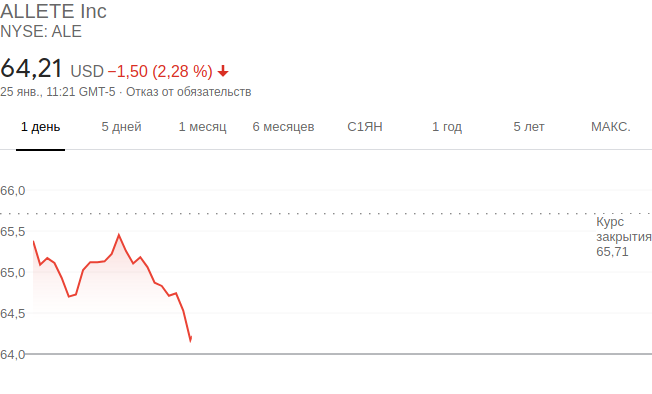 ALLETE Inc
NYSE: ALE
64,21 USD −1,50 (2,28 %)
25 янв., 11:21 GMT-5 · Отказ от обязательств
1 день 5 дней 1 месяц 6 месяцев С1ЯН 1 год 5 лет МАКС.
66,0
65,5
65,0
64,5
64,0
Курс
закрытия
65,71